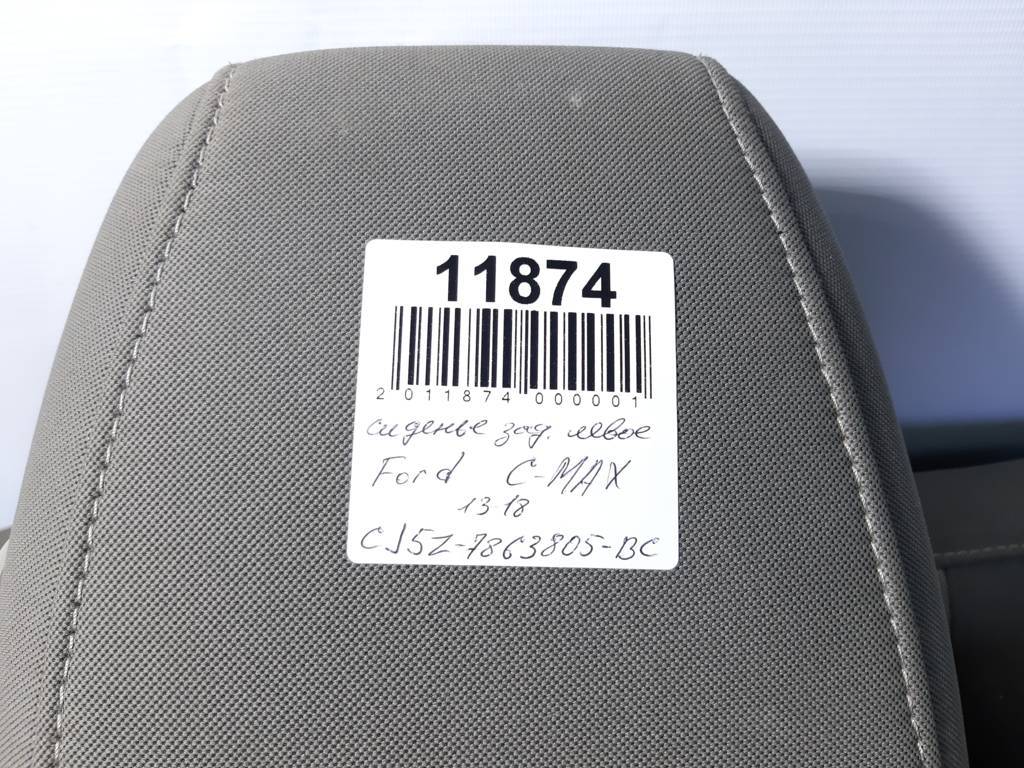 11874
2 011874 000001
сиденье зад. левое
Ford C-MAX
13-18
CJ5Z-7863805-BC